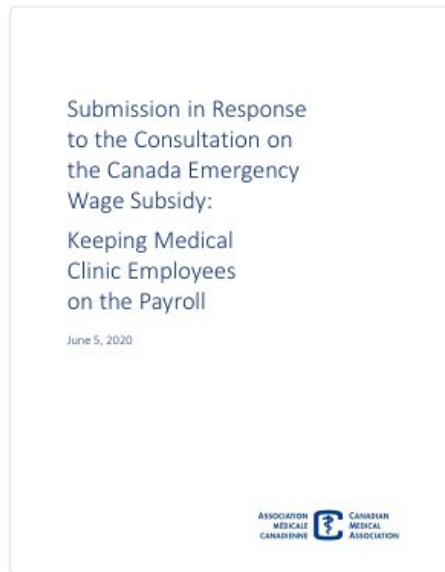 Submission in Response
to the Consultation on
the Canada Emergency
Wage Subsidy:
Keeping Medical
Clinic Employees
on the Payroll
June 5, 2020
ASSOCIATION
MÉDICALE
CANADIENNE
CANADIAN
MEDICAL
ASSOCIATION